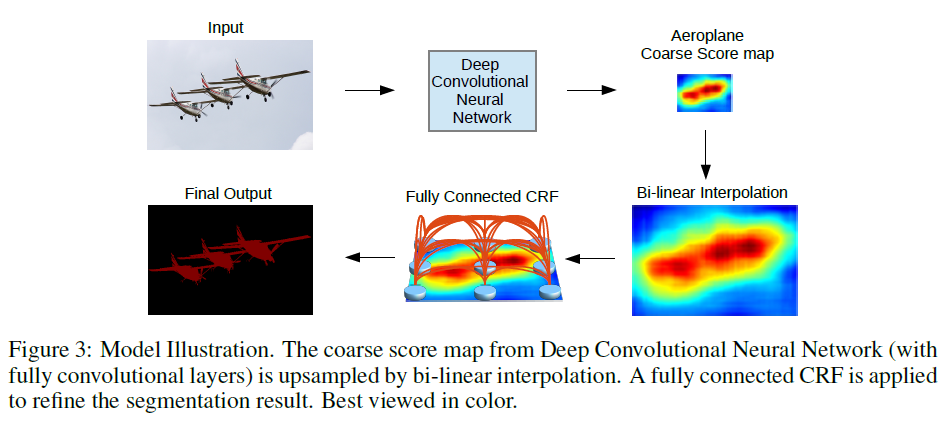 Input
Deep
Convolutional
Neural
Network
Aeroplane
Coarse Score map
Bi-linear Interpolation
Fully Connected CRF
Final Output
Figure 3: Model Illustration. The coarse score map from Deep Convolutional Neural Network (with
fully convolutional layers) is upsampled by bi-linear interpolation. A fully connected CRF is applied
to refine the segmentation result. Best viewed in color.